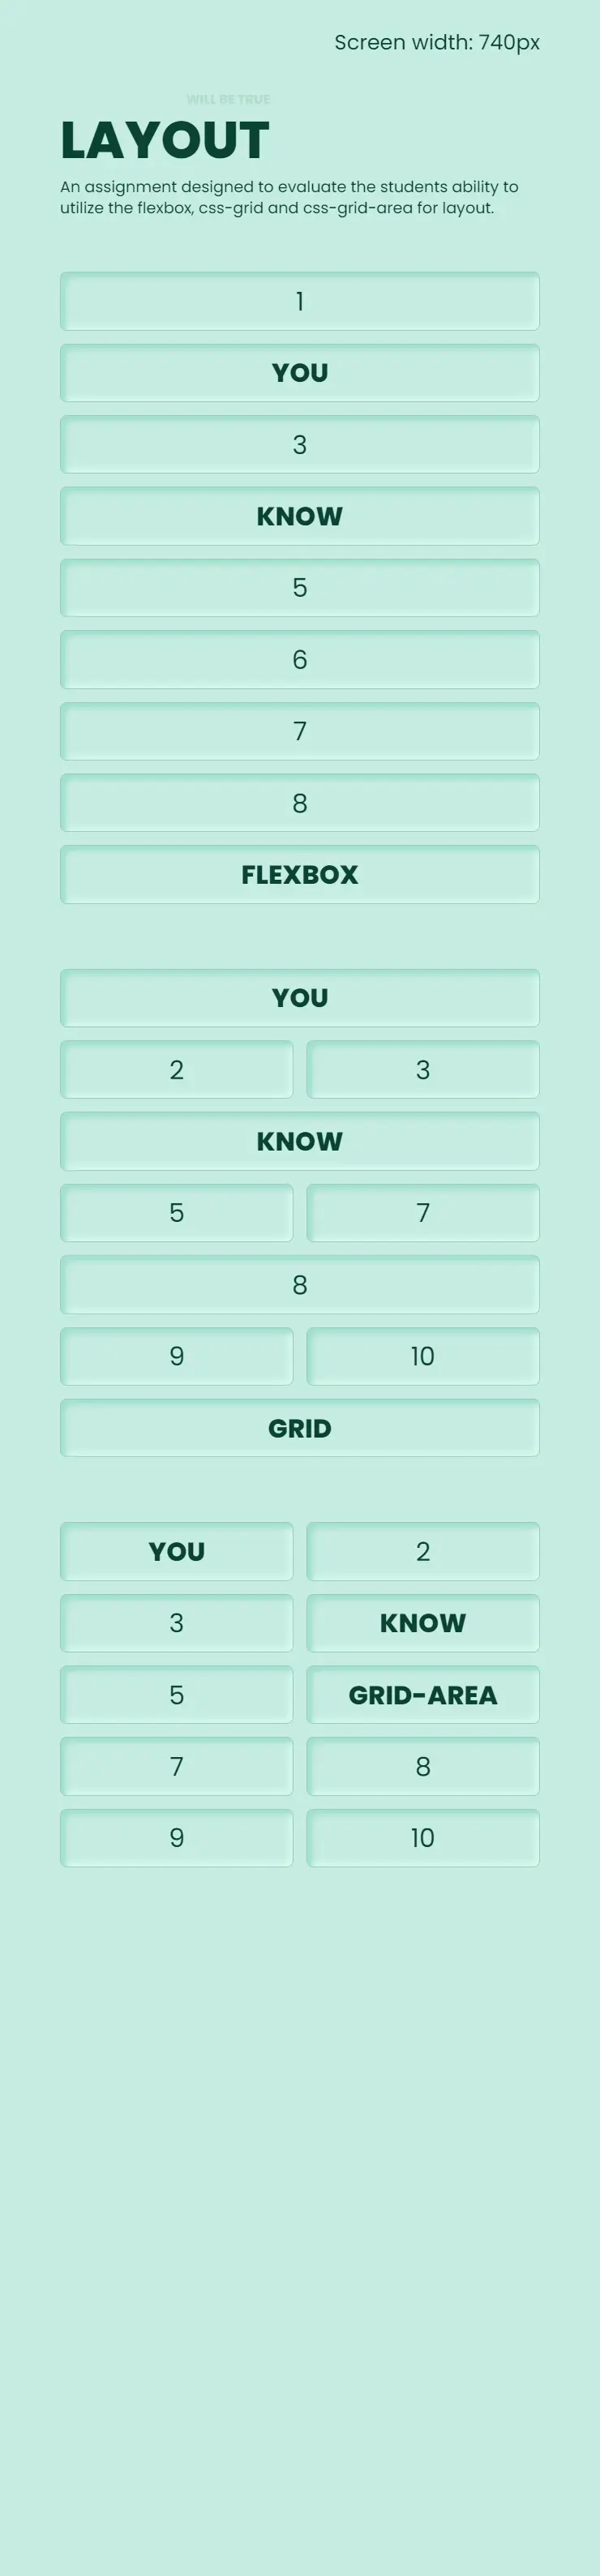 Screen width: 740px
WILL BE TRUE
LAYOUT
An assignment designed to evaluate the students ability to
utilize the flexbox, css-grid and css-grid-area for layout.
1
YOU
3
KNOW
5
6
7
8
FLEXBOX
YOU
2 3
KNOW
5 7
8
9 10
GRID
YOU 2
3 KNOW
5 GRID-AREA
7 8
9 10